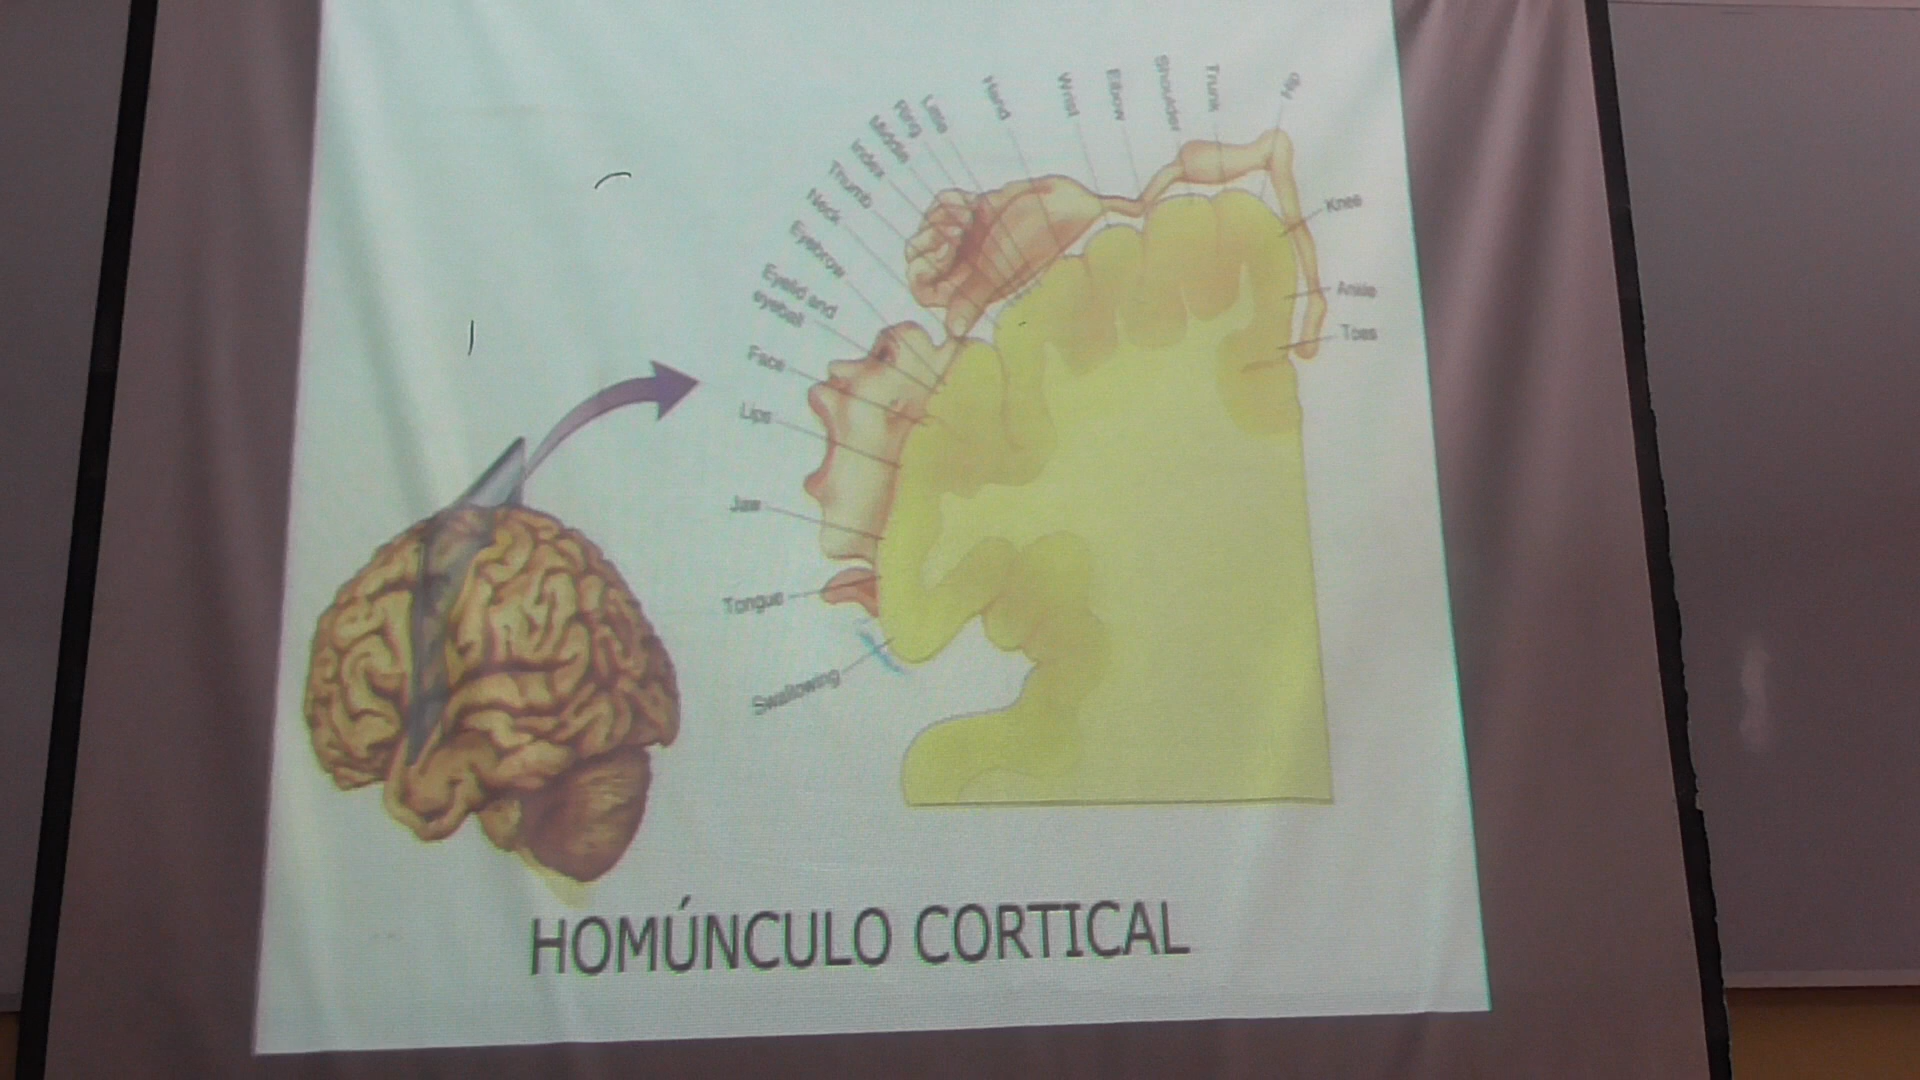 Little
Ring
Middle
Index
Thumb
Neck
Eyebrow
Eyelid and
eyeball
Face
Lips
Jaw
Tongue
Swallowing
Hand
Wrist
Elbow
Shoulder
Trunk
Hip
Knee
Ankle
Toes
HOMÚNCULO CORTICAL